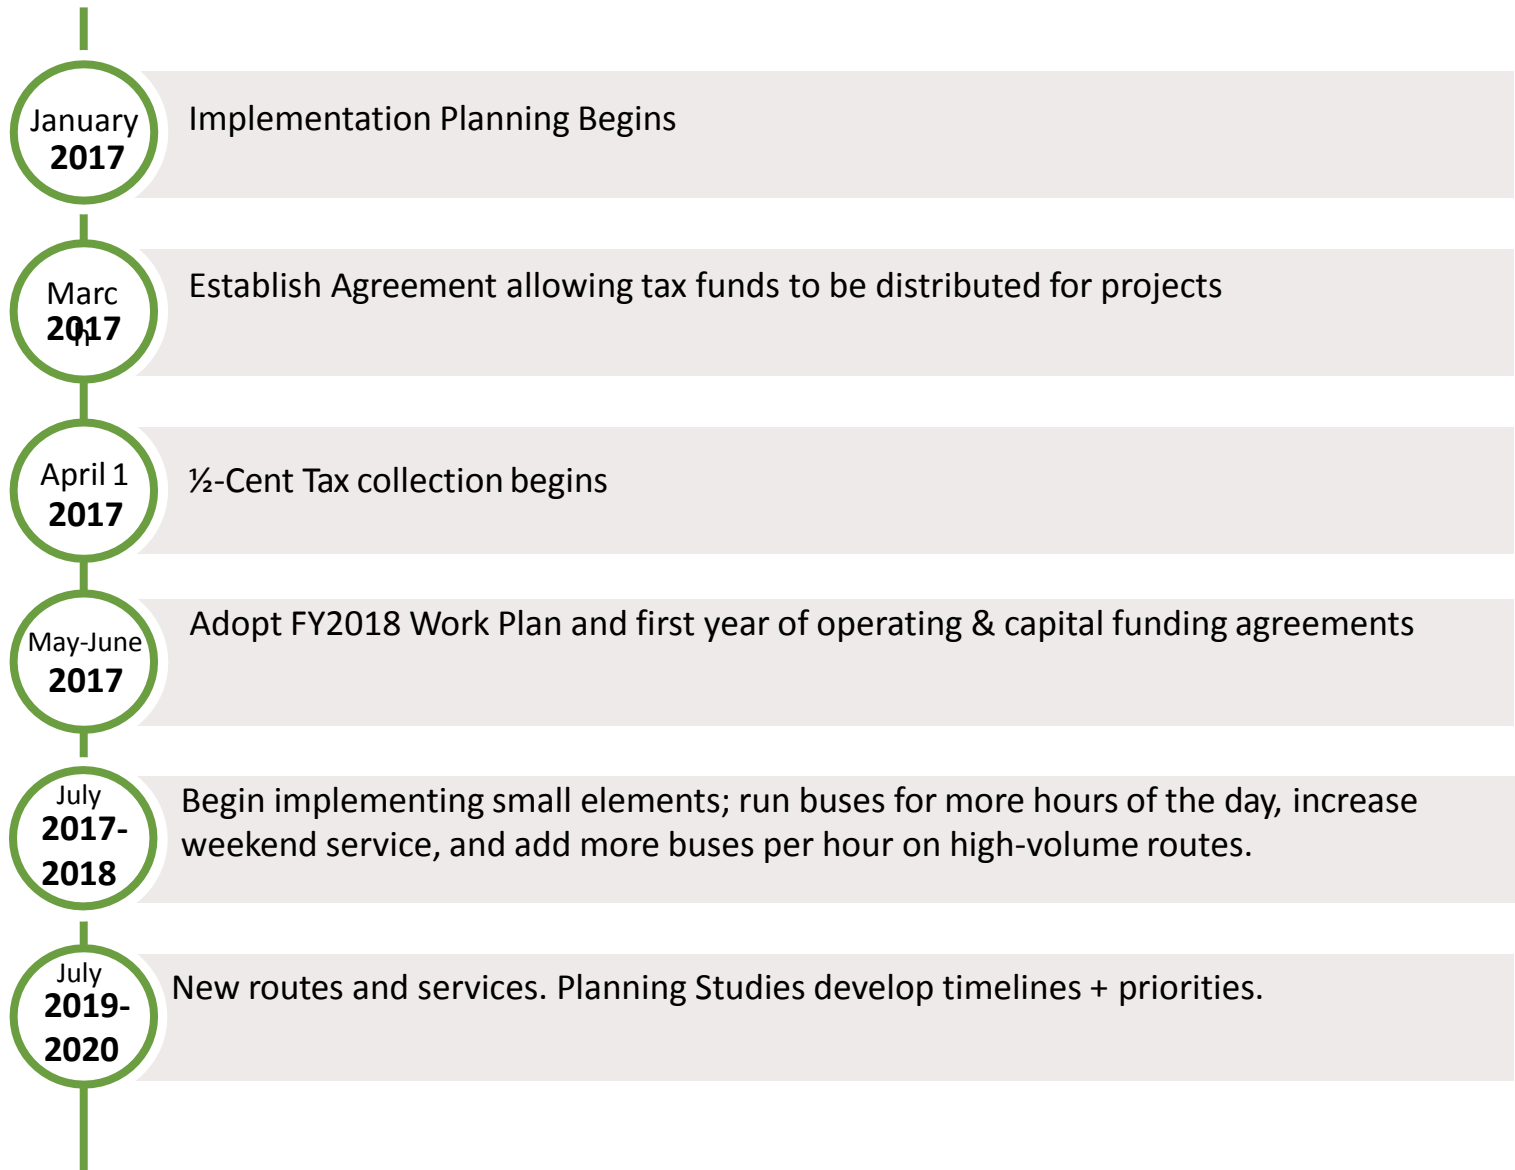 January
2017
Implementation Planning Begins
Marc
h
2017
Establish Agreement allowing tax funds to be distributed for projects
April 1
2017
½-Cent Tax collection begins
May-June
2017
Adopt FY2018 Work Plan and first year of operating & capital funding agreements
July
2017-
2018
Begin implementing small elements; run buses for more hours of the day, increase
weekend service, and add more buses per hour on high-volume routes.
July
2019-
2020
New routes and services. Planning Studies develop timelines + priorities.